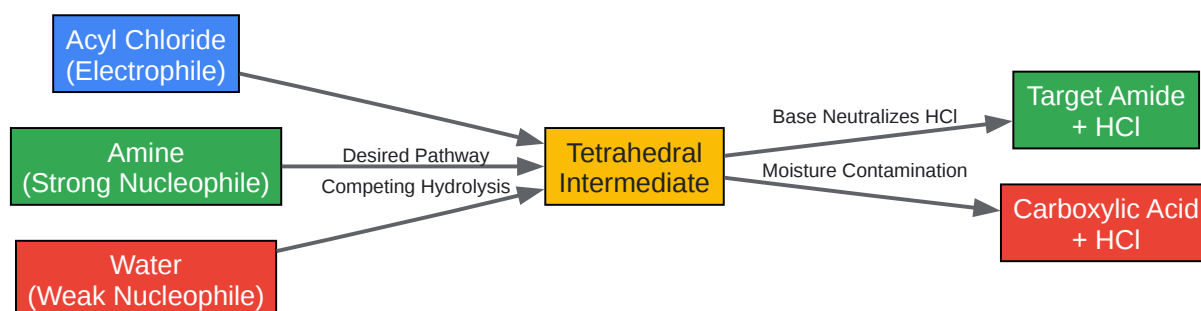 Acyl Chloride
(Electrophile)
Amine
(Strong Nucleophile)
Water
(Weak Nucleophile)
Desired Pathway
Competing Hydrolysis
Tetrahedral
Intermediate
Base Neutralizes HCl
Moisture Contamination
Target Amide
+ HCl
Carboxylic Acid
+ HCl